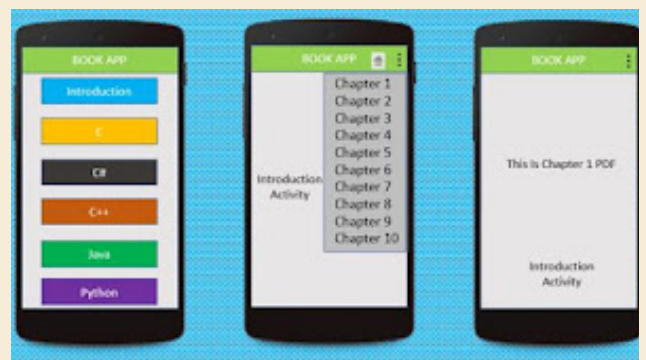 BOOK APP
Introduction
C
C#
C++
Java
Python
BOOK APP
Chapter 1
Chapter 2
Chapter 3
Chapter 4
Chapter 5
Chapter 6
Chapter 7
Chapter 8
Chapter 9
Chapter 10
Introduction
Activity
BOOK APP
This Is Chapter 1 PDF
Introduction
Activity